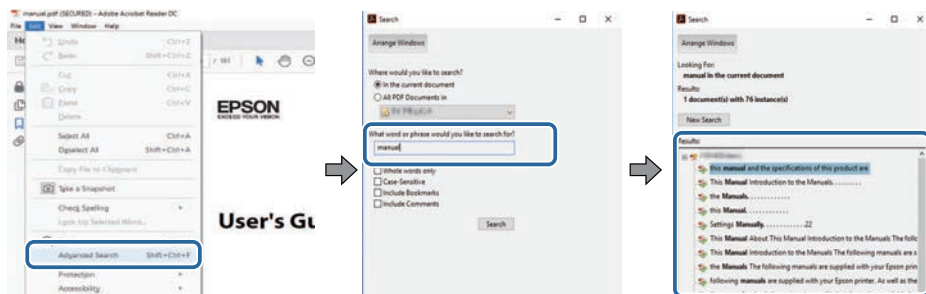 manual.pdf (SECURED) - Adobe Acrobat Reader DC
File Edit View Window Help
Undo Ctrl+Z
Redo Shift+Ctrl+Z
Cut Ctrl+X
Copy Ctrl+C
Paste Ctrl+V
Delete
Select All Ctrl+A
Deselect All Shift+Ctrl+A
Copy File to Clipboard
Take a Snapshot
Check Spelling
Look Up Selected Word...
Advanced Search Shift+Ctrl+F
Protection
Accessibility
/ 181
EPSON
EXCEED YOUR VISION
User's Gu
Search
Arrange Windows
Where would you like to search?
In the current document
All PDF Documents in
What word or phrase would you like to search for?
manual
Whole words only
Case-Sensitive
Include Bookmarks
Include Comments
Search
Search
Arrange Windows
Looking For:
manual in the current document
Results:
1 document(s) with 76 instance(s)
New Search
Results:
this manual and the specifications of this product are
This Manual Introduction to the Manuals. . . . . . . .
the Manuals. . . . . . . . . . . .
this Manual. . . . . . . . . . . .
Settings Manually. . . . . . . . . . . .22
This Manual About This Manual Introduction to the Manuals The follo
This Manual Introduction to the Manuals The following manuals are s
the Manuals The following manuals are supplied with your Epson prin
following manuals are supplied with your Epson printer. As well as the